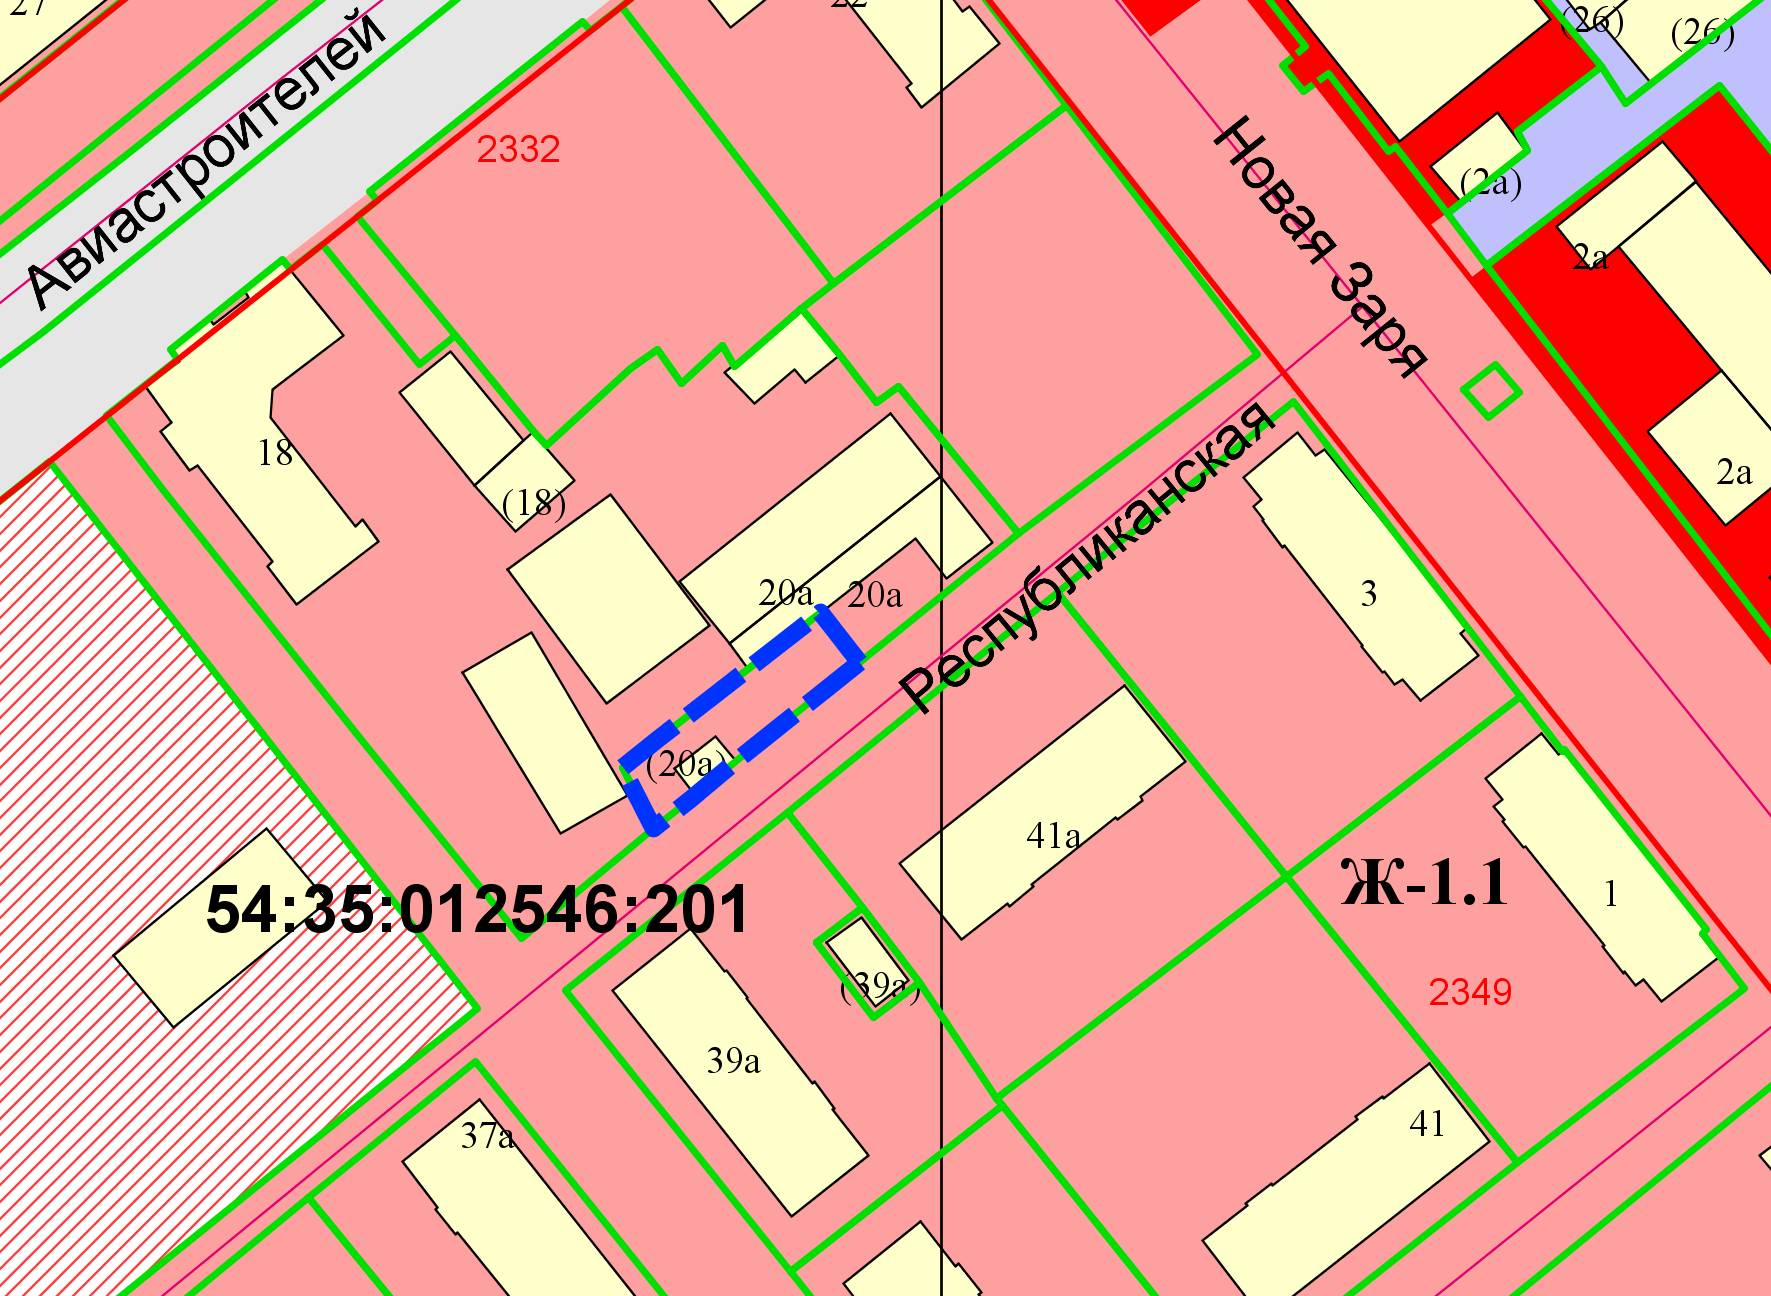 27
22
(26)
(26)
Авиастроителей
2332
Новая Заря
(2а)
2а
18
(18)
2а
Республиканская
20а
20а
3
(20а)
41а
Ж-1.1
1
54:35:012546:201
(39а)
2349
39а
37а
41